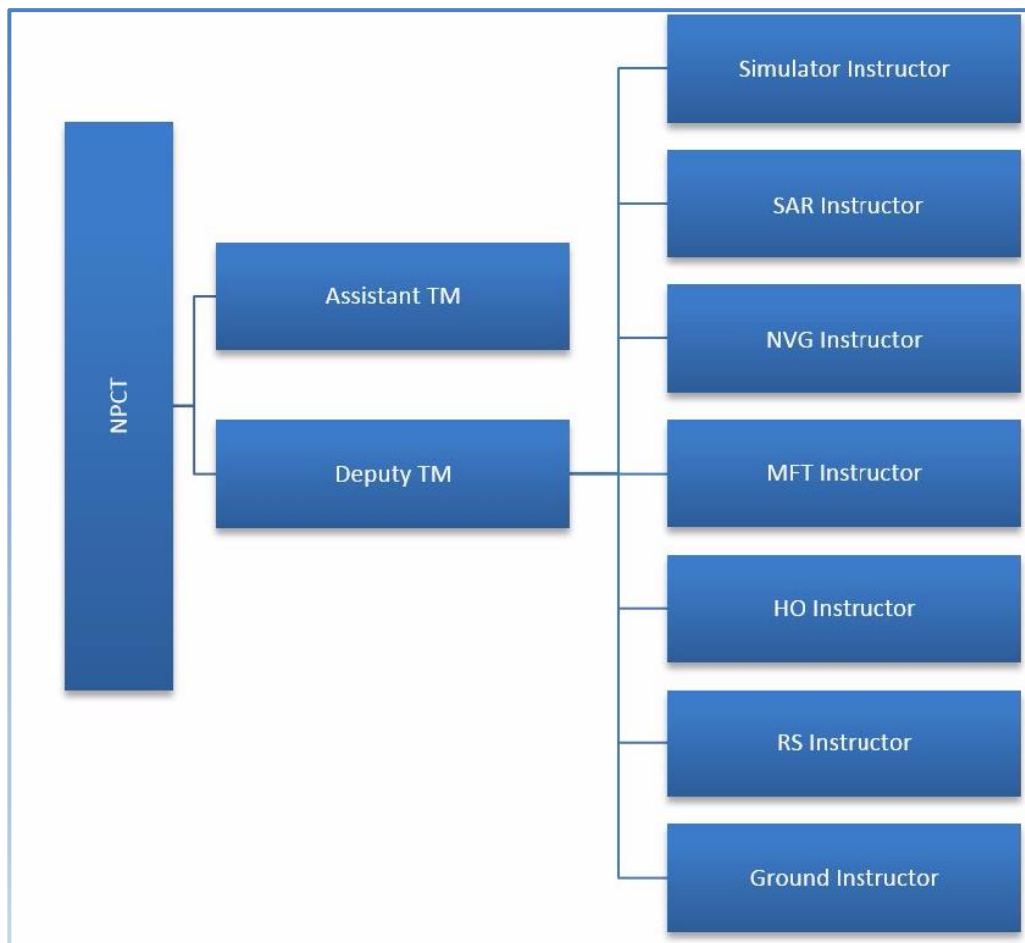 NPCT
Assistant TM
Deputy TM
Simulator Instructor
SAR Instructor
NVG Instructor
MFT Instructor
HO Instructor
RS Instructor
Ground Instructor